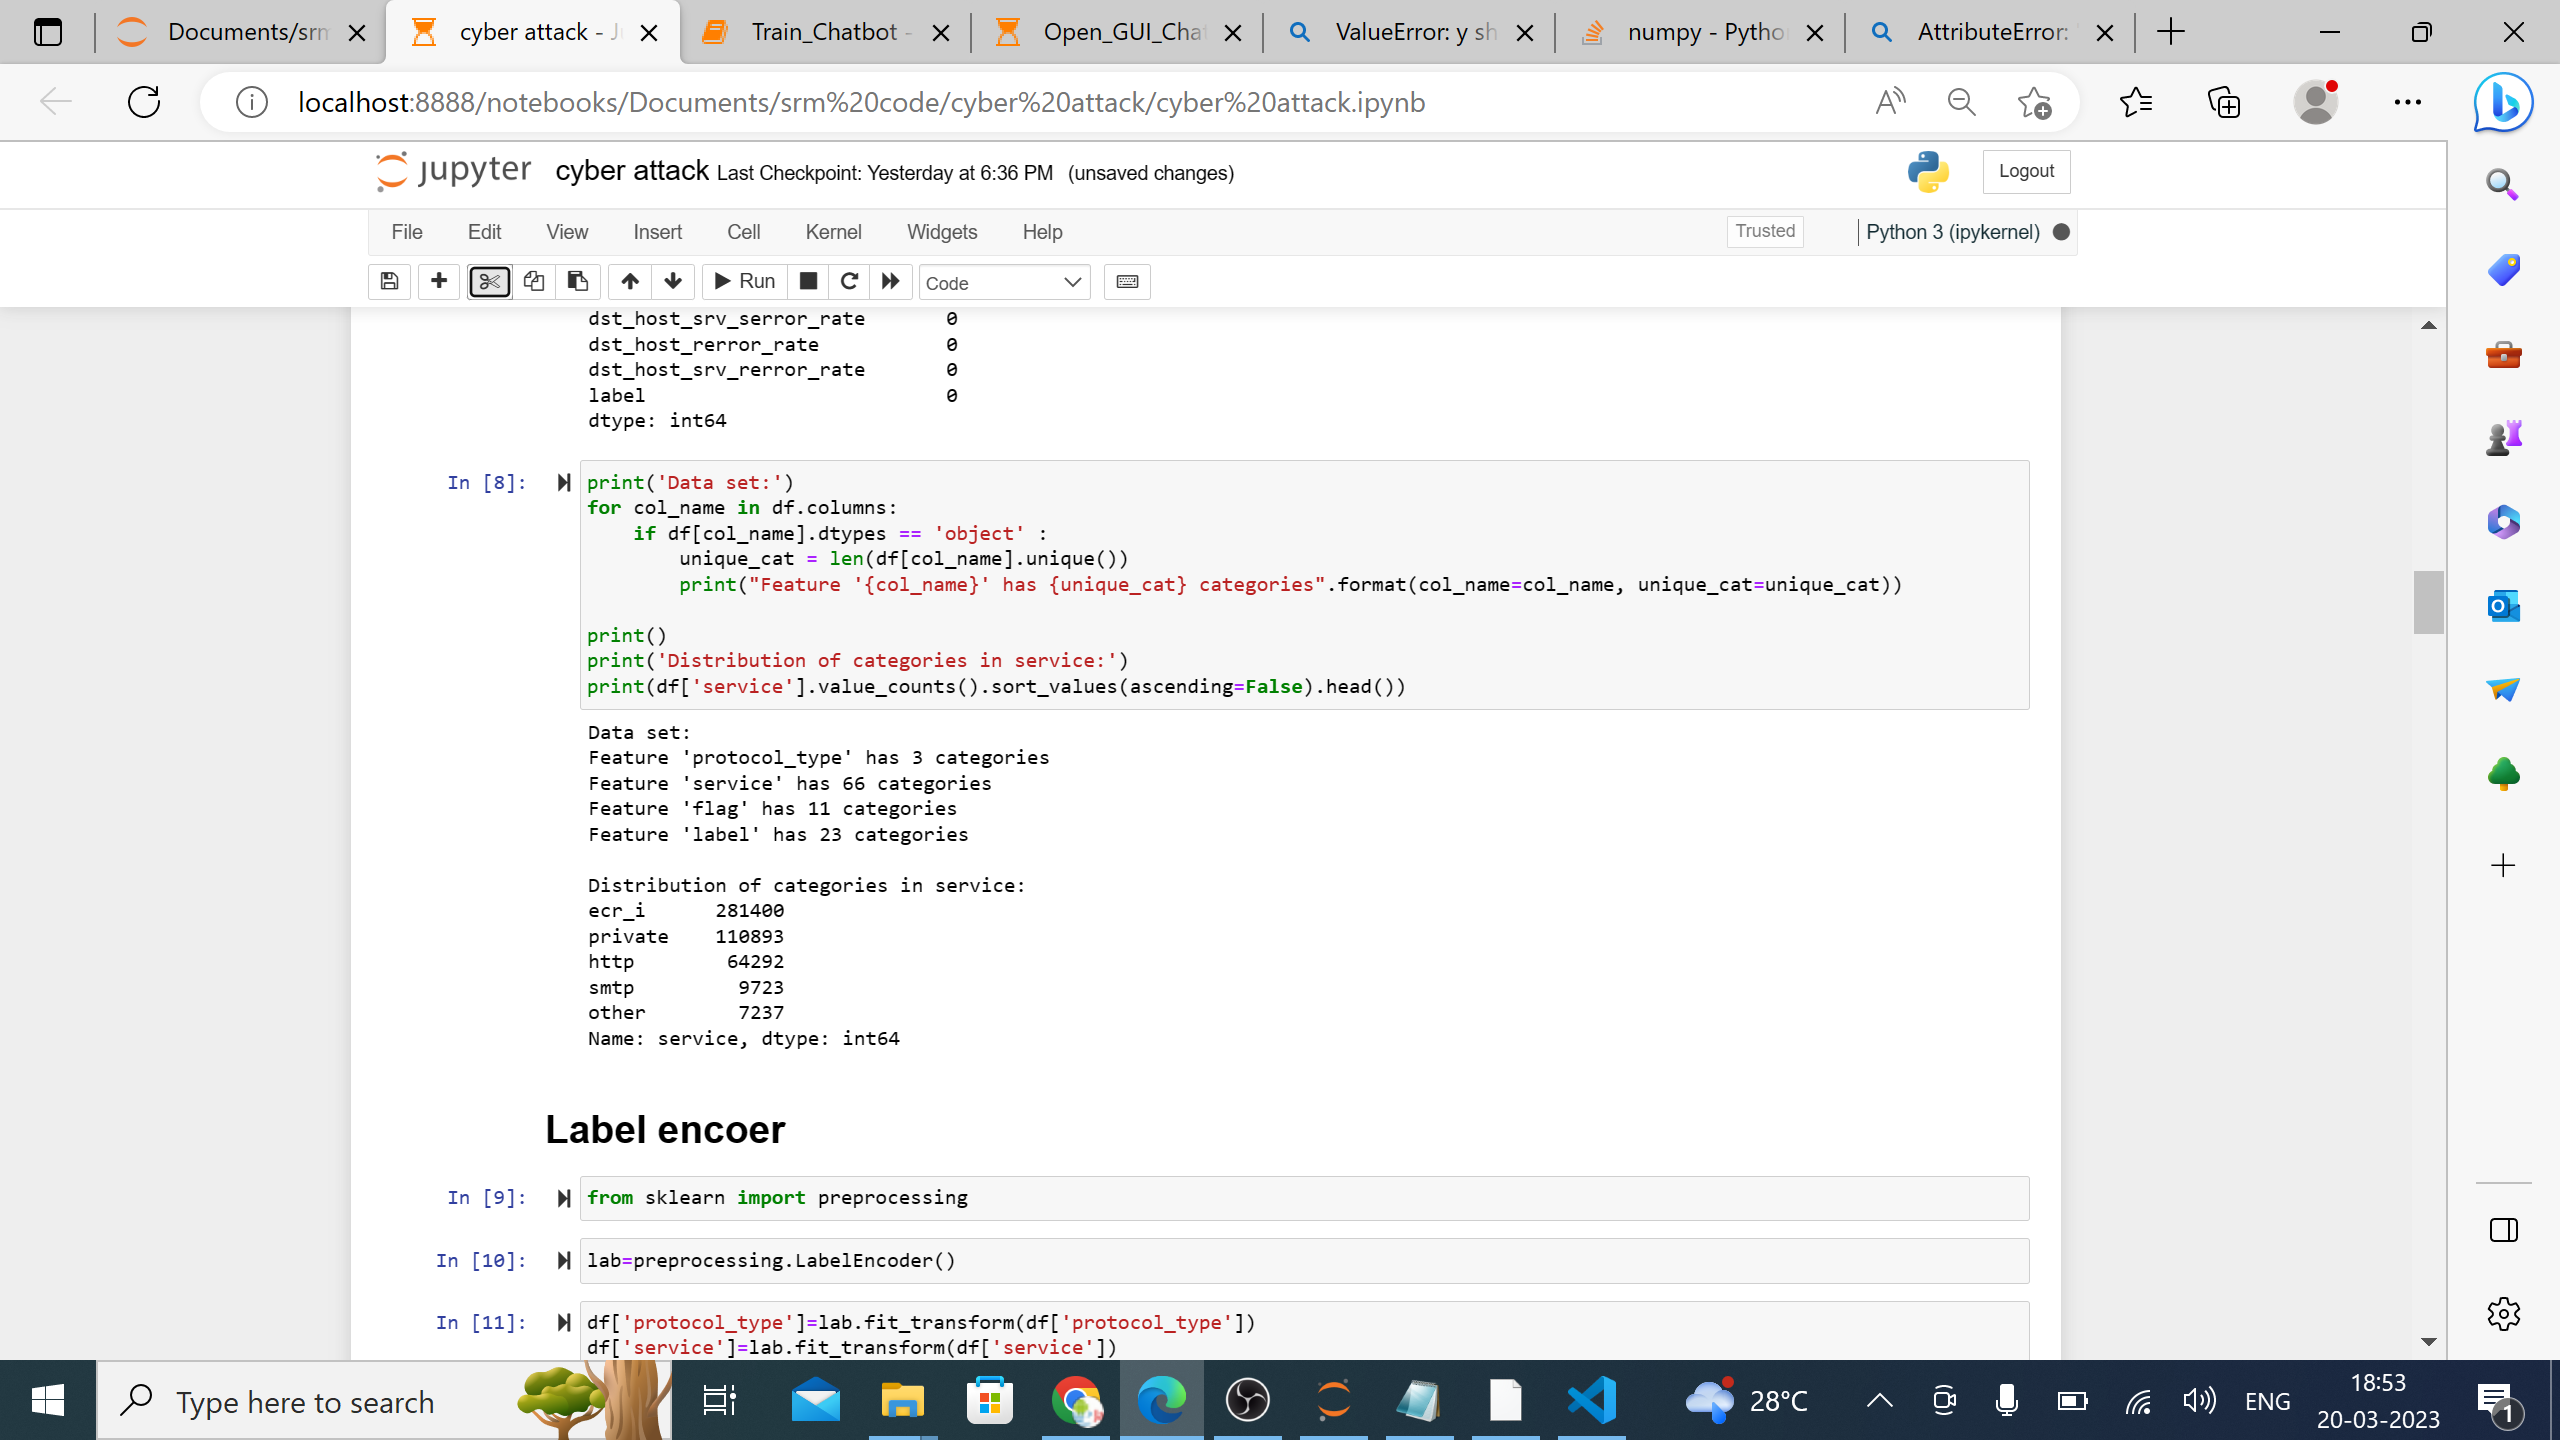 Documents/srm
cyber attack - Ju
Train_Chatbot -
Open_GUI_Chat
ValueError: y sh
numpy - Pytho
AttributeError: '
localhost:8888/notebooks/Documents/srm%20code/cyber%20attack/cyber%20attack.ipynb
jupyter cyber attack Last Checkpoint: Yesterday at 6:36 PM (unsaved changes)
Logout
File Edit View Insert Cell Kernel Widgets Help
Trusted
Python 3 (ipykernel)
Run
Code
dst_host_srv_serror_rate 0
dst_host_rerror_rate 0
dst_host_srv_rerror_rate 0
label 0
dtype: int64
In [8]: print('Data set:')
for col_name in df.columns:
    if df[col_name].dtypes == 'object' :
        unique_cat = len(df[col_name].unique())
        print("Feature '{col_name}' has {unique_cat} categories".format(col_name=col_name, unique_cat=unique_cat))
print()
print('Distribution of categories in service:')
print(df['service'].value_counts().sort_values(ascending=False).head())
Data set:
Feature 'protocol_type' has 3 categories
Feature 'service' has 66 categories
Feature 'flag' has 11 categories
Feature 'label' has 23 categories
Distribution of categories in service:
ecr_i 281400
private 110893
http 64292
smtp 9723
other 7237
Name: service, dtype: int64
Label encoer
In [9]: from sklearn import preprocessing
In [10]: lab=preprocessing.LabelEncoder()
In [11]: df['protocol_type']=lab.fit_transform(df['protocol_type'])
df['service']=lab.fit_transform(df['service'])
Type here to search
28°C
ENG
18:53
20-03-2023
1